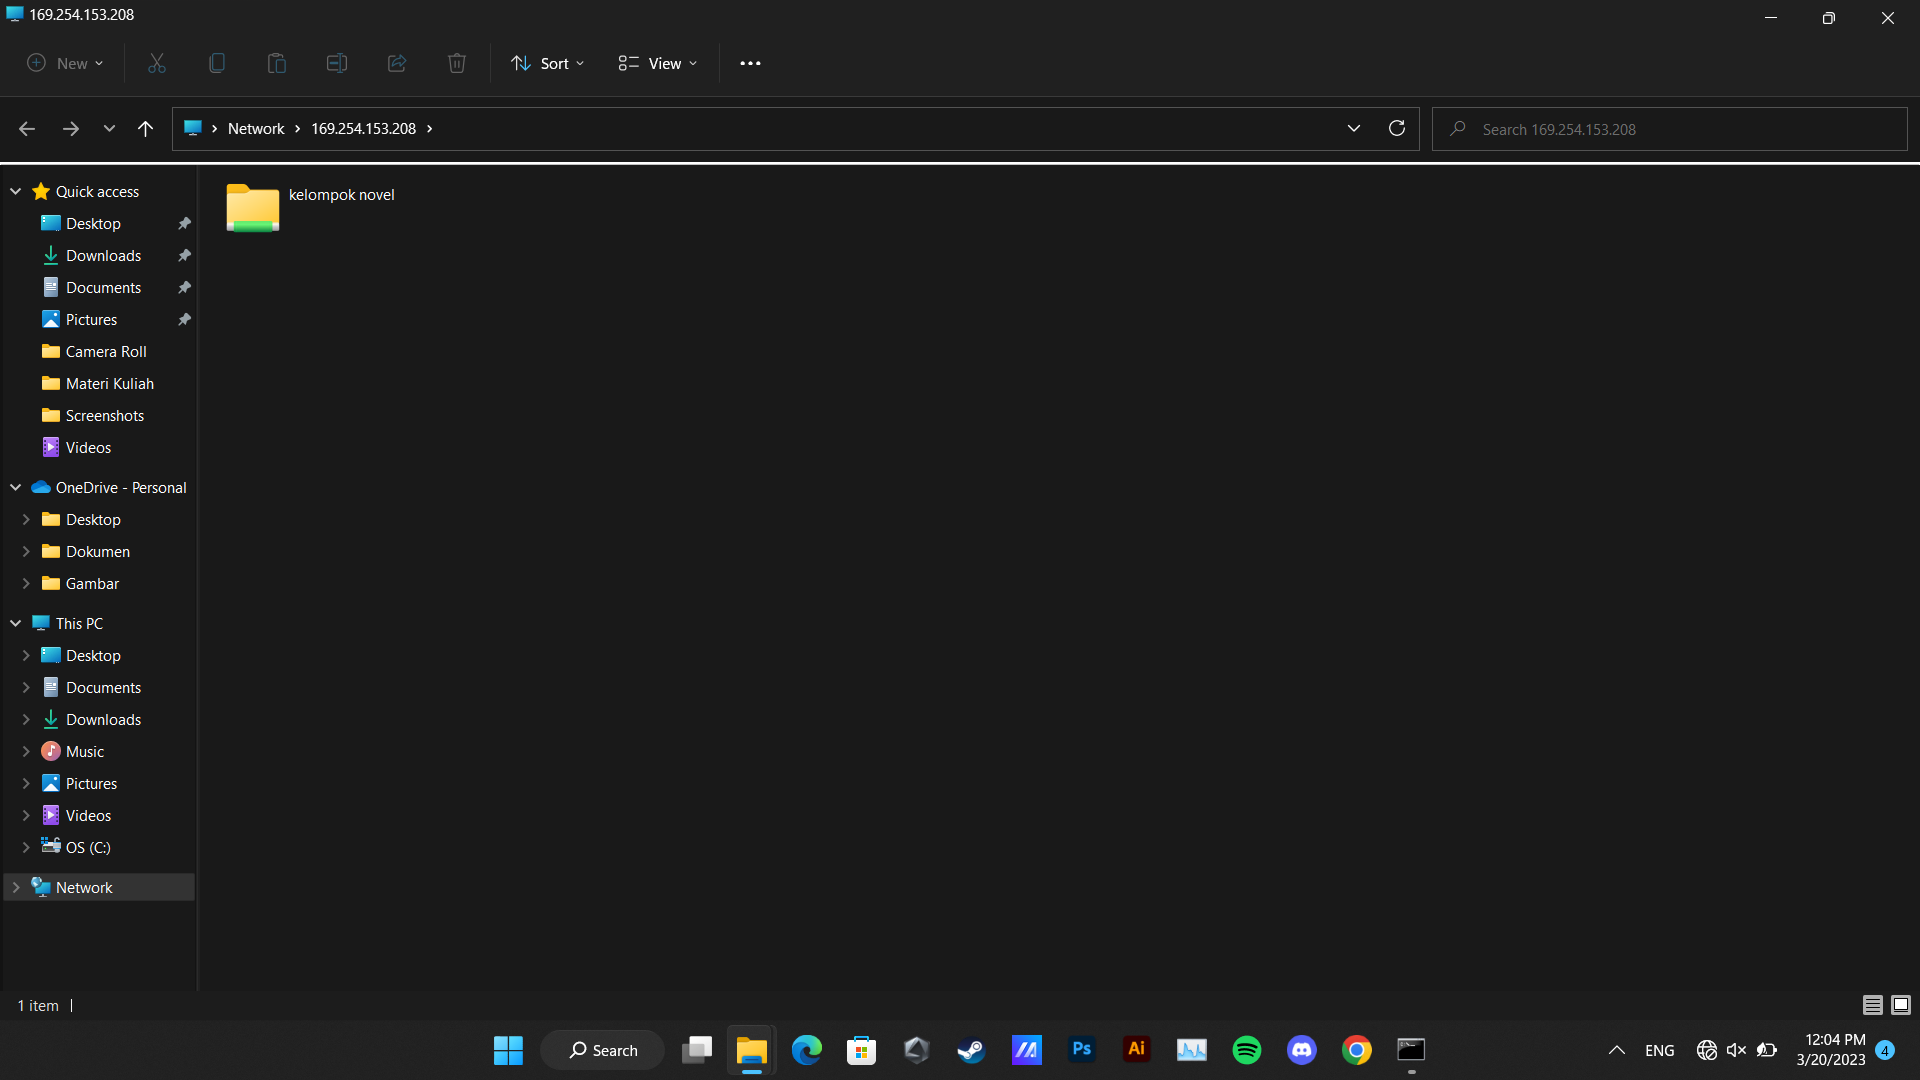 169.254.153.208
New
Sort
View
Network
169.254.153.208
Search 169.254.153.208
Quick access
Desktop
Downloads
Documents
Pictures
Camera Roll
Materi Kuliah
Screenshots
Videos
OneDrive - Personal
Desktop
Dokumen
Gambar
This PC
Desktop
Documents
Downloads
Music
Pictures
Videos
OS (C:)
Network
kelompok novel
1 item
Search
Ps
Ai
ENG
12:04 PM
3/20/2023
4